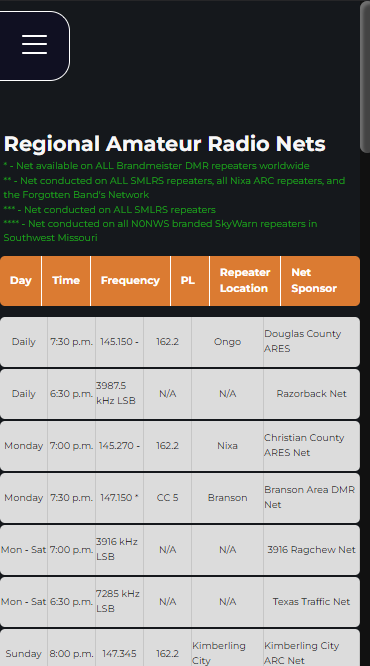 Regional Amateur Radio Nets
* - Net available on ALL Brandmeister DMR repeaters worldwide
** - Net conducted on ALL SMLRS repeaters, all Nixa ARC repeaters, and
the Forgotten Band's Network
*** - Net conducted on ALL SMLRS repeaters
**** - Net conducted on all N0NWS branded SkyWarn repeaters in
Southwest Missouri
Day Time Frequency PL Repeater Location Net Sponsor
Daily 7:30 p.m. 145.150 - 162.2 Ongo Douglas County ARES
Daily 6:30 p.m. 3987.5 kHz LSB N/A N/A Razorback Net
Monday 7:00 p.m. 145.270 - 162.2 Nixa Christian County ARES Net
Monday 7:30 p.m. 147.150 * CC 5 Branson Branson Area DMR Net
Mon - Sat 7:00 p.m. 3916 kHz LSB N/A N/A 3916 Ragchew Net
Mon - Sat 6:30 p.m. 7285 kHz LSB N/A N/A Texas Traffic Net
Sunday 8:00 p.m. 147.345 162.2 Kimberling City Kimberling City ARC Net